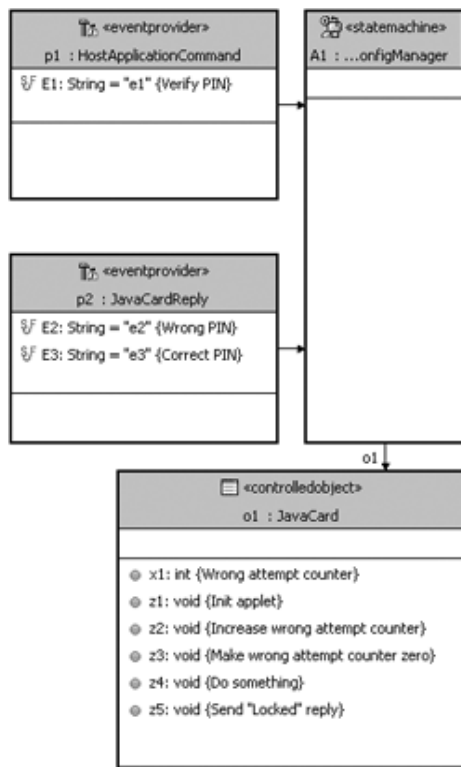 «eventprovider»
p1 : HostApplicationCommand
E1: String = "e1" {Verify PIN}
«statemachine»
A1 : ...onfigManager
«eventprovider»
p2 : JavaCardReply
E2: String = "e2" {Wrong PIN}
E3: String = "e3" {Correct PIN}
o1
«controlledobject»
o1 : JavaCard
x1: int {Wrong attempt counter}
z1: void {Init applet}
z2: void {Increase wrong attempt counter}
z3: void {Make wrong attempt counter zero}
z4: void {Do something}
z5: void {Send "Locked" reply}